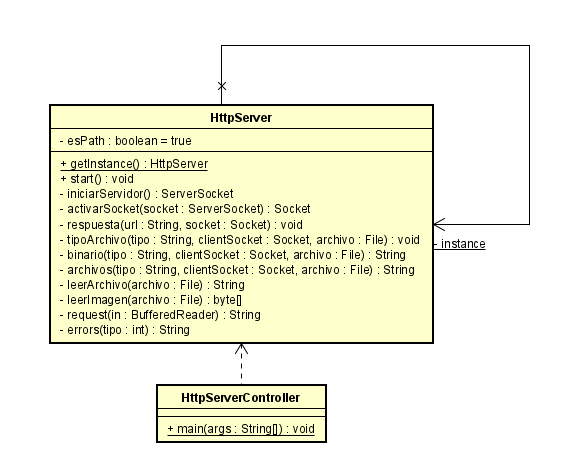 HttpServer
- esPath : boolean = true
+ getInstance() : HttpServer
+ start() : void
- iniciarServidor() : ServerSocket
- activarSocket(socket : ServerSocket) : Socket
- respuesta(url : String, socket : Socket) : void
- tipoArchivo(tipo : String, clientSocket : Socket, archivo : File) : void
- binario(tipo : String, clientSocket : Socket, archivo : File) : String
- archivos(tipo : String, clientSocket : Socket, archivo : File) : String
- leerArchivo(archivo : File) : String
- leerImagen(archivo : File) : byte[]
- request(in : BufferedReader) : String
- errors(tipo : int) : String
- instance
HttpServerController
+ main(args : String[]) : void